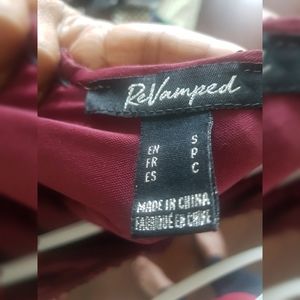 ReVamped
EN S
FR P
ES C
MADE IN CHINA
FABRIQUÉ EN CHINE